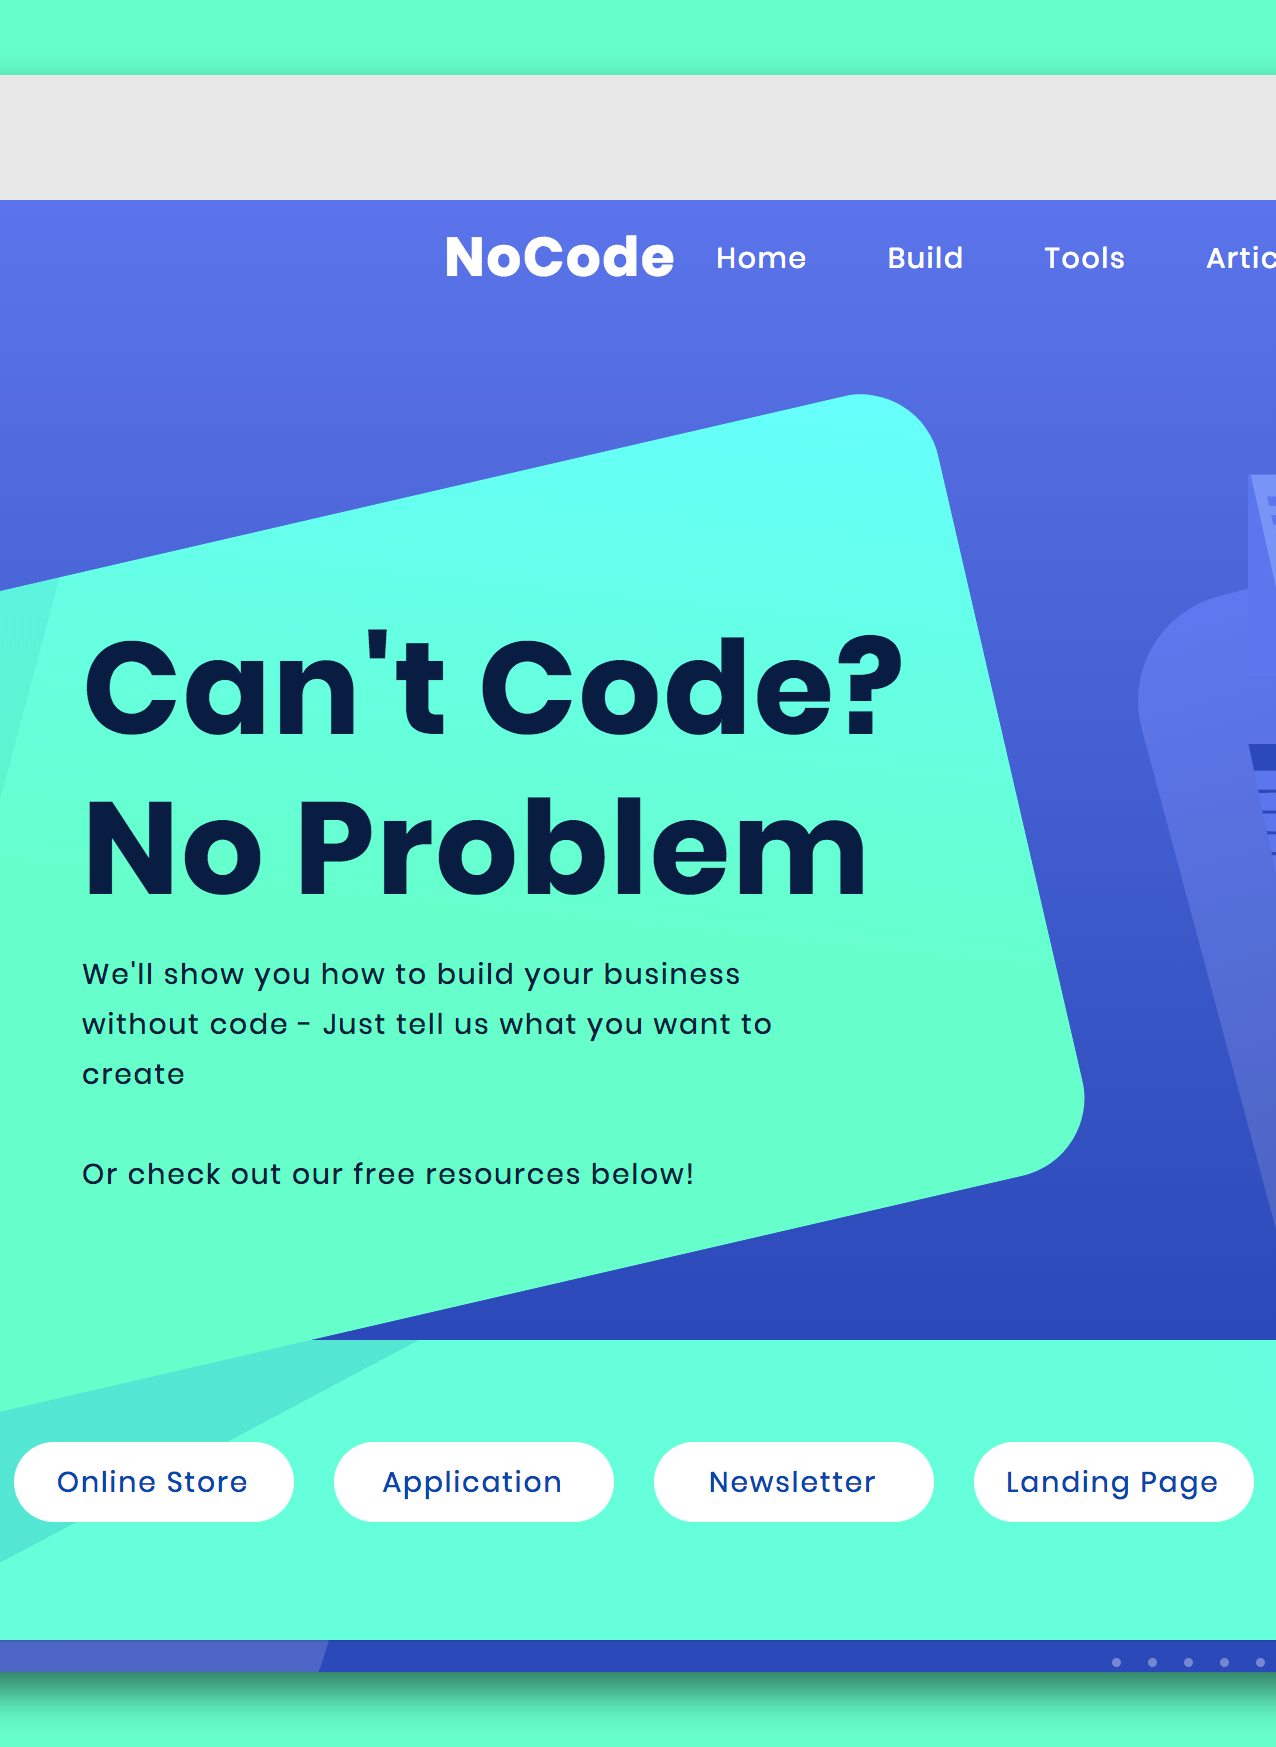 NoCode Home Build Tools
Can't Code?
No Problem
We'll show you how to build your business
without code - Just tell us what you want to
create
Or check out our free resources below!
Online Store Application Newsletter Landing Page